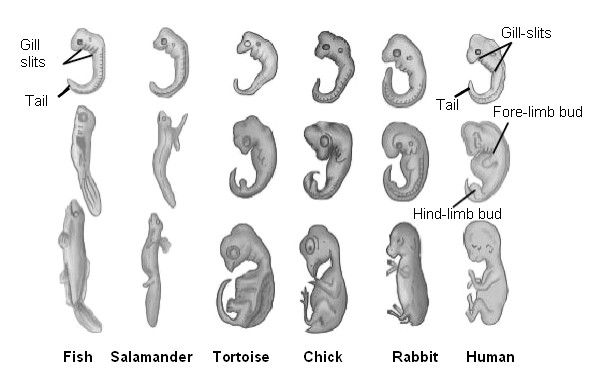 Gill
slits
Gill-slits
Tail
Tail
Fore-limb bud
Hind-limb bud
Fish Salamander Tortoise Chick Rabbit Human